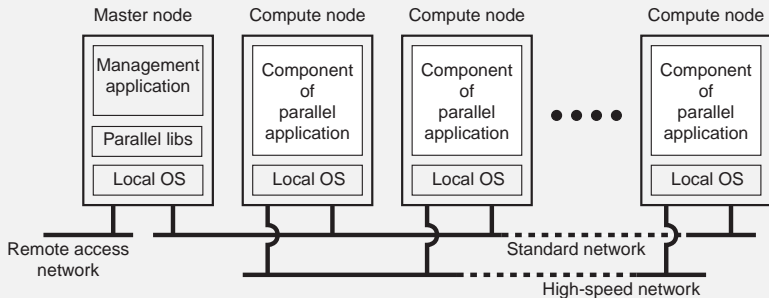 Master node
Compute node
Compute node
Compute node
Management
application
Parallel libs
Local OS
Component
of
parallel
application
Local OS
Component
of
parallel
application
Local OS
Component
of
parallel
application
Local OS
Remote access
network
Standard network
High-speed network